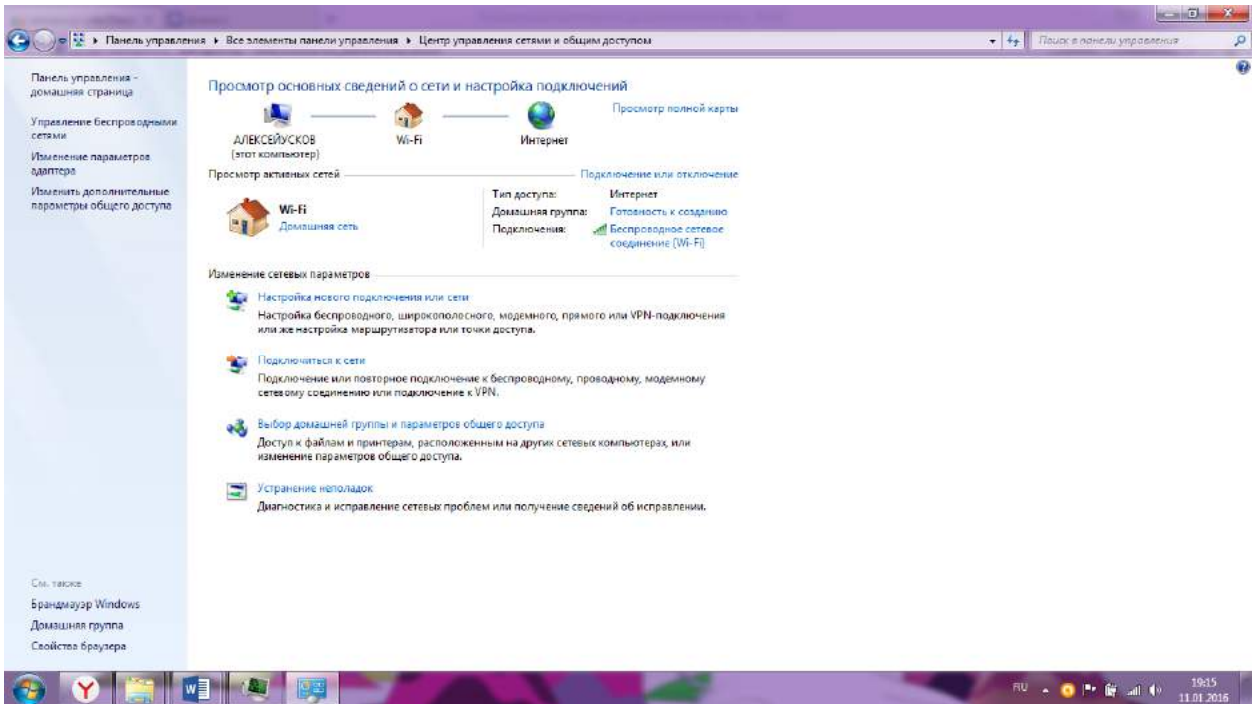 Панель управления ▸ Все элементы панели управления ▸ Центр управления сетями и общим доступом
Поиск в панели управления
Панель управления -
домашняя страница
Управление беспроводными
сетями
Изменение параметров
адаптера
Изменить дополнительные
параметры общего доступа
Просмотр основных сведений о сети и настройка подключений
Просмотр полной карты
АЛЕКСЕЙУСКОВ
(этот компьютер)
Wi-Fi
Интернет
Просмотр активных сетей
Подключение или отключение
Wi-Fi
Домашняя сеть
Тип доступа: Интернет
Домашняя группа: Готовность к созданию
Подключения: Беспроводное сетевое
соединение (Wi-Fi)
Изменение сетевых параметров
Настройка нового подключения или сети
Настройка беспроводного, широкополосного, модемного, прямого или VPN-подключения
или же настройка маршрутизатора или точки доступа.
Подключиться к сети
Подключение или повторное подключение к беспроводному, проводному, модемному
сетевому соединению или подключение к VPN.
Выбор домашней группы и параметров общего доступа
Доступ к файлам и принтерам, расположенным на других сетевых компьютерах, или
изменение параметров общего доступа.
Устранение неполадок
Диагностика и исправление сетевых проблем или получение сведений об исправлении.
См. также
Брандмауэр Windows
Домашняя группа
Свойства браузера
RU
19:15
11.01.2016